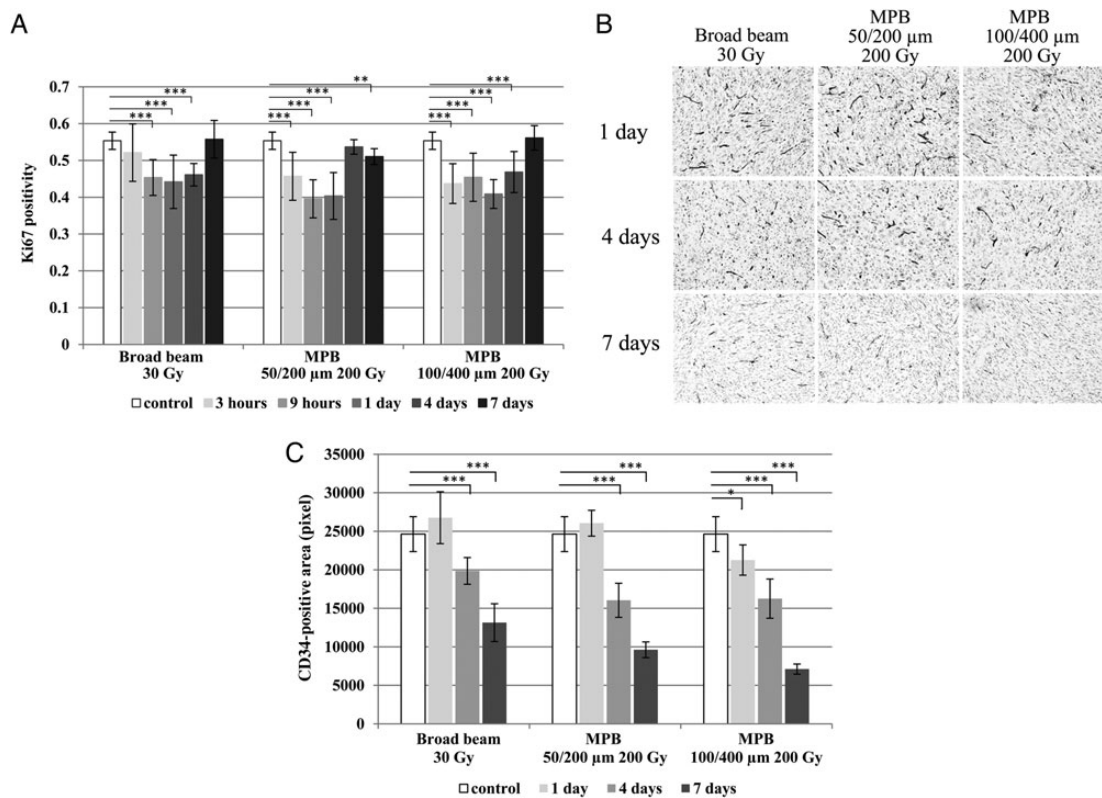 A
Ki67 positivity
0.7
0.6
0.5
0.4
0.3
0.2
0.1
0
***
***
***
**
***
***
***
***
***
***
***
Broad beam
30 Gy
MPB
50/200 µm 200 Gy
MPB
100/400 µm 200 Gy
control 3 hours 9 hours 1 day 4 days 7 days
B
Broad beam
30 Gy
MPB
50/200 µm
200 Gy
MPB
100/400 µm
200 Gy
1 day
4 days
7 days
C
CD34-positive area (pixel)
35000
30000
25000
20000
15000
10000
5000
0
***
***
***
***
***
***
*
Broad beam
30 Gy
MPB
50/200 µm 200 Gy
MPB
100/400 µm 200 Gy
control 1 day 4 days 7 days